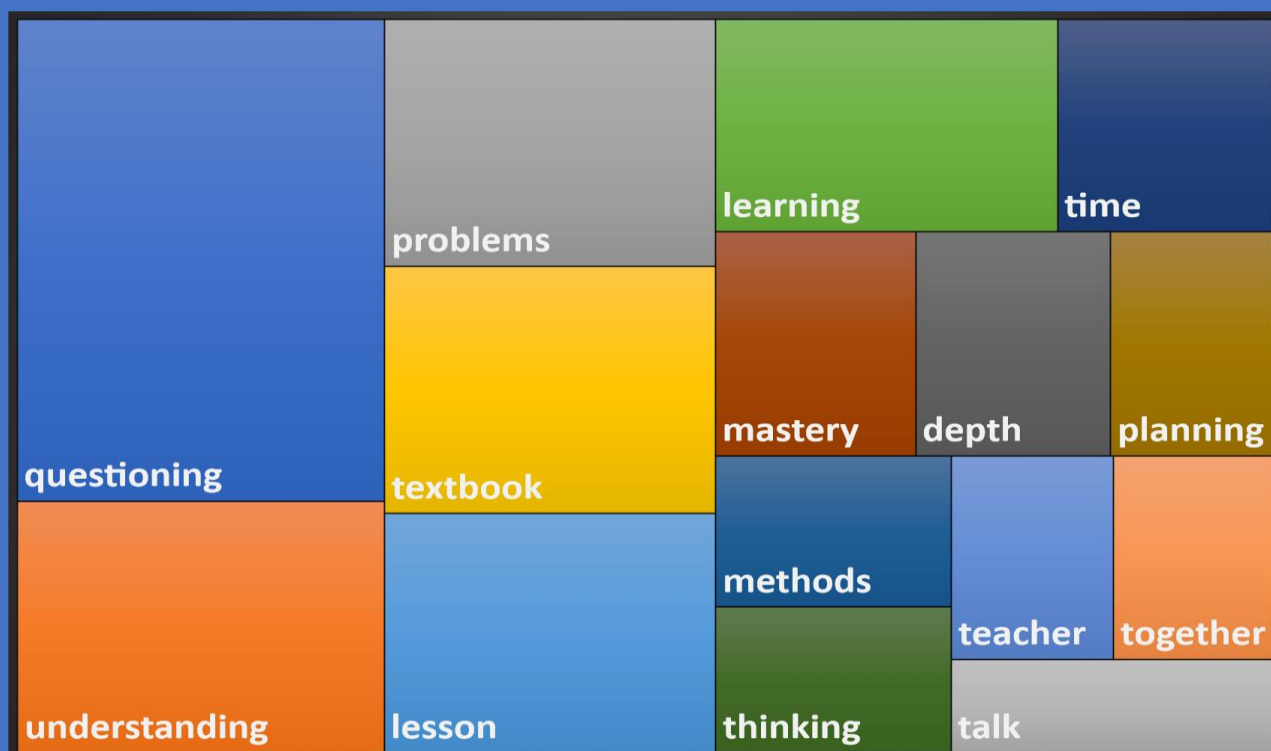 questioning
understanding
problems
textbook
lesson
learning
time
mastery
depth
planning
methods
thinking
teacher
together
talk